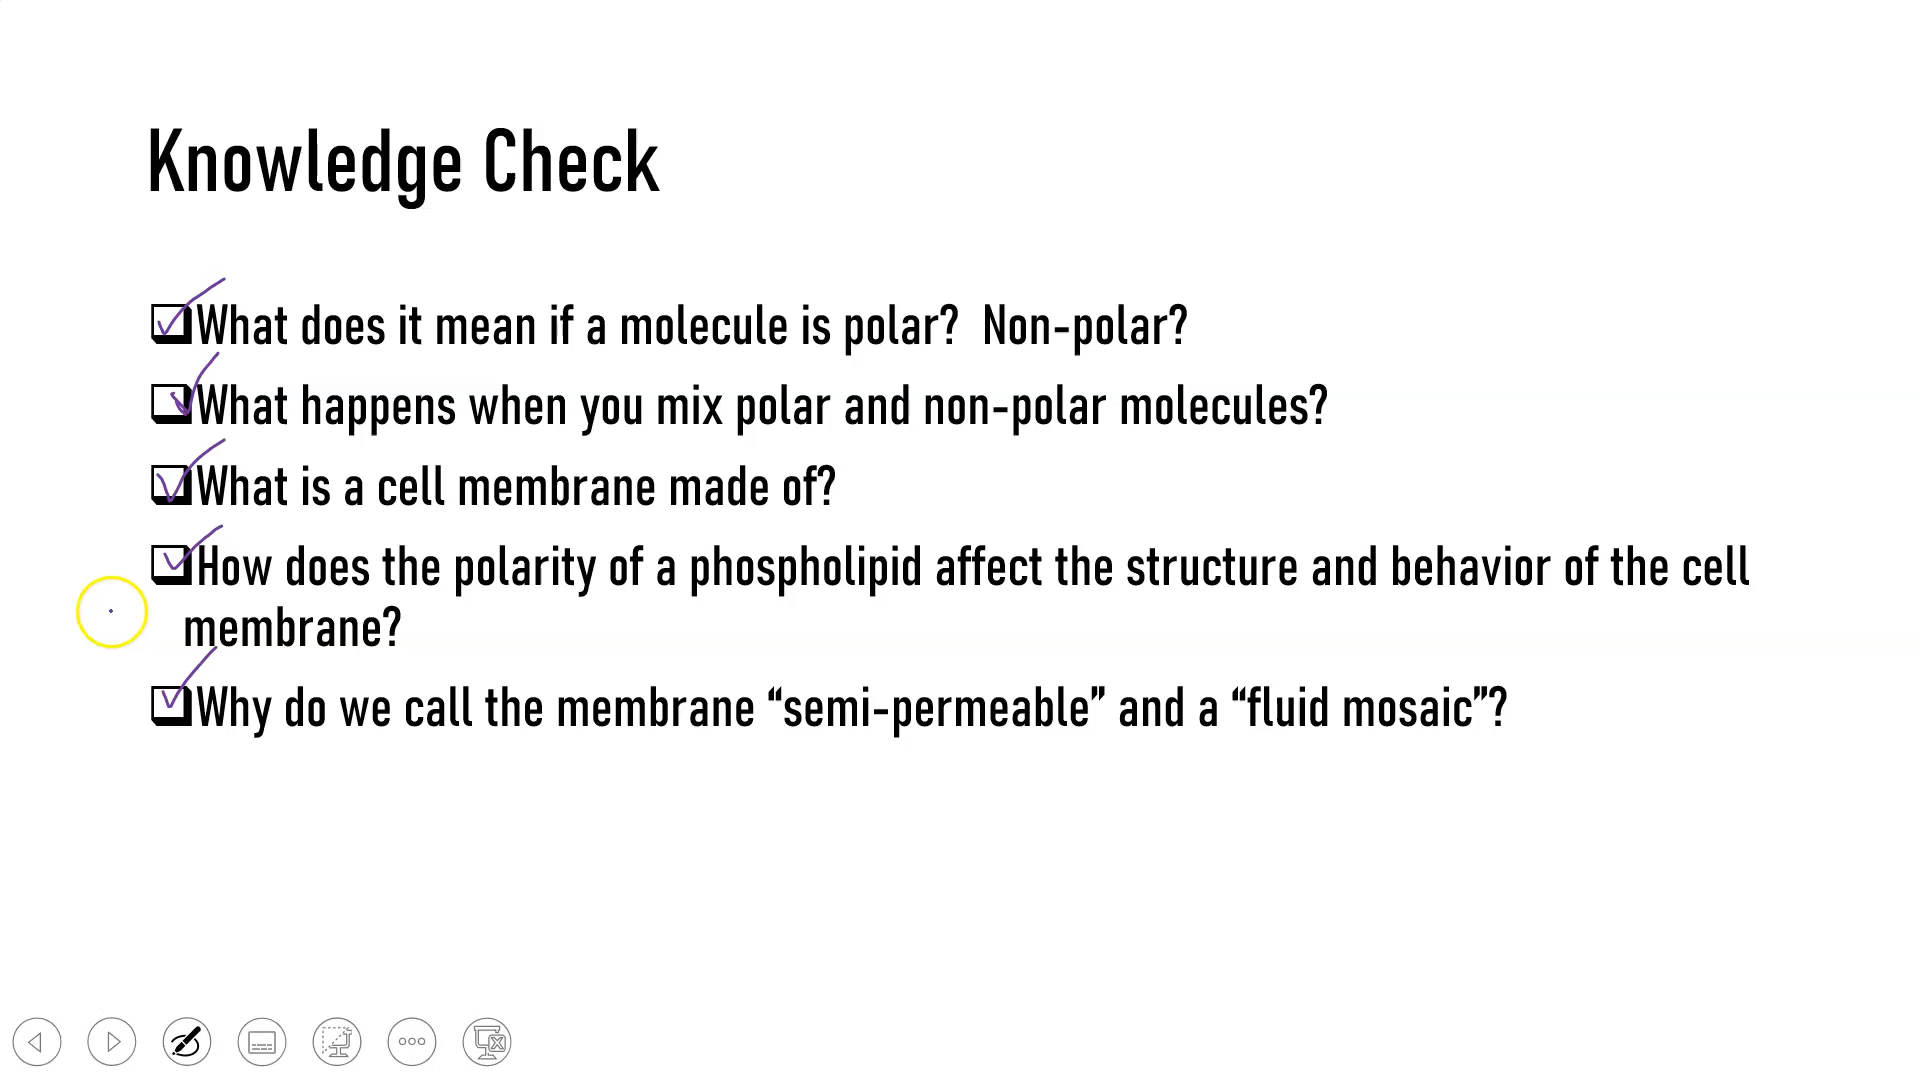 Knowledge Check
What does it mean if a molecule is polar? Non-polar?
What happens when you mix polar and non-polar molecules?
What is a cell membrane made of?
How does the polarity of a phospholipid affect the structure and behavior of the cell
membrane?
Why do we call the membrane “semi-permeable” and a “fluid mosaic”?